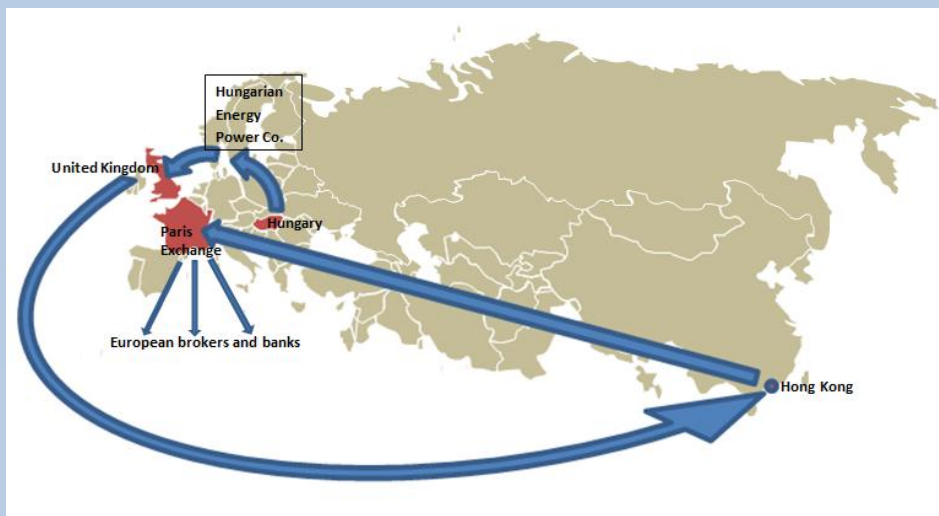 Hungarian
Energy
Power Co.
United Kingdom
Hungary
Paris
Exchange
European brokers and banks
Hong Kong